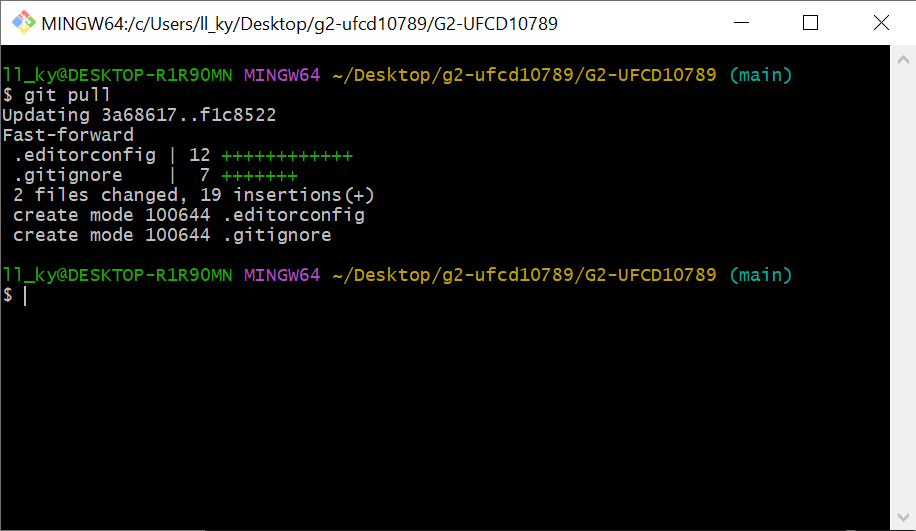 MINGW64:/c/Users/ll_ky/Desktop/g2-ufcd10789/G2-UFCD10789
ll_ky@DESKTOP-R1R90MN MINGW64 ~/Desktop/g2-ufcd10789/G2-UFCD10789 (main)
$ git pull
Updating 3a68617..f1c8522
Fast-forward
 .editorconfig | 12 ++++++++++++
 .gitignore    |  7 +++++++
 2 files changed, 19 insertions(+)
 create mode 100644 .editorconfig
 create mode 100644 .gitignore
ll_ky@DESKTOP-R1R90MN MINGW64 ~/Desktop/g2-ufcd10789/G2-UFCD10789 (main)
$